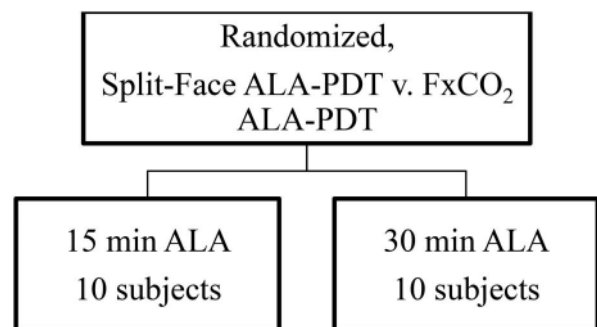 Randomized,
Split-Face ALA-PDT v. FxCO₂
ALA-PDT
15 min ALA
10 subjects
30 min ALA
10 subjects